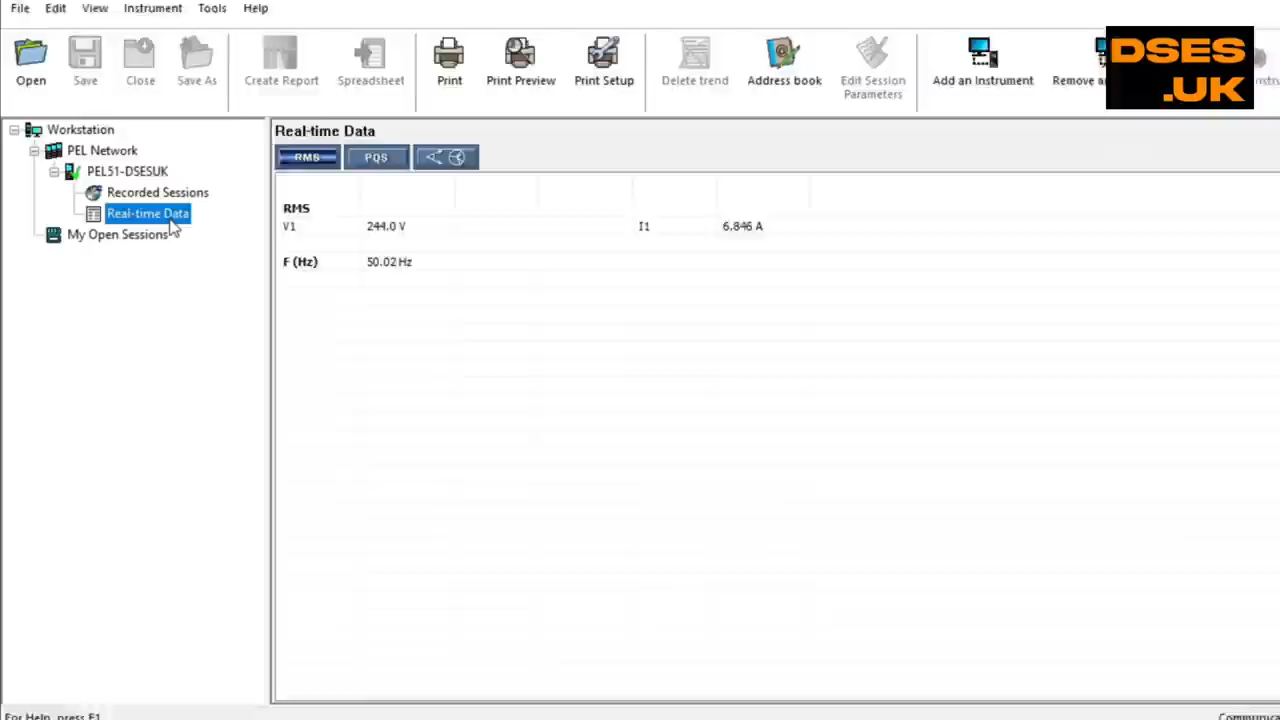 File Edit View Instrument Tools Help
DSES
.UK
Open Save Close Save As Create Report Spreadsheet Print Print Preview Print Setup Delete trend Address book Edit Session Parameters Add an Instrument Remove
Workstation
PEL Network
PEL51-DSESUK
Recorded Sessions
Real-time Data
My Open Sessions
Real-time Data
RMS PQS
RMS
V1 244.0 V I1 6.846 A
F (Hz) 50.02 Hz
For Help, press F1